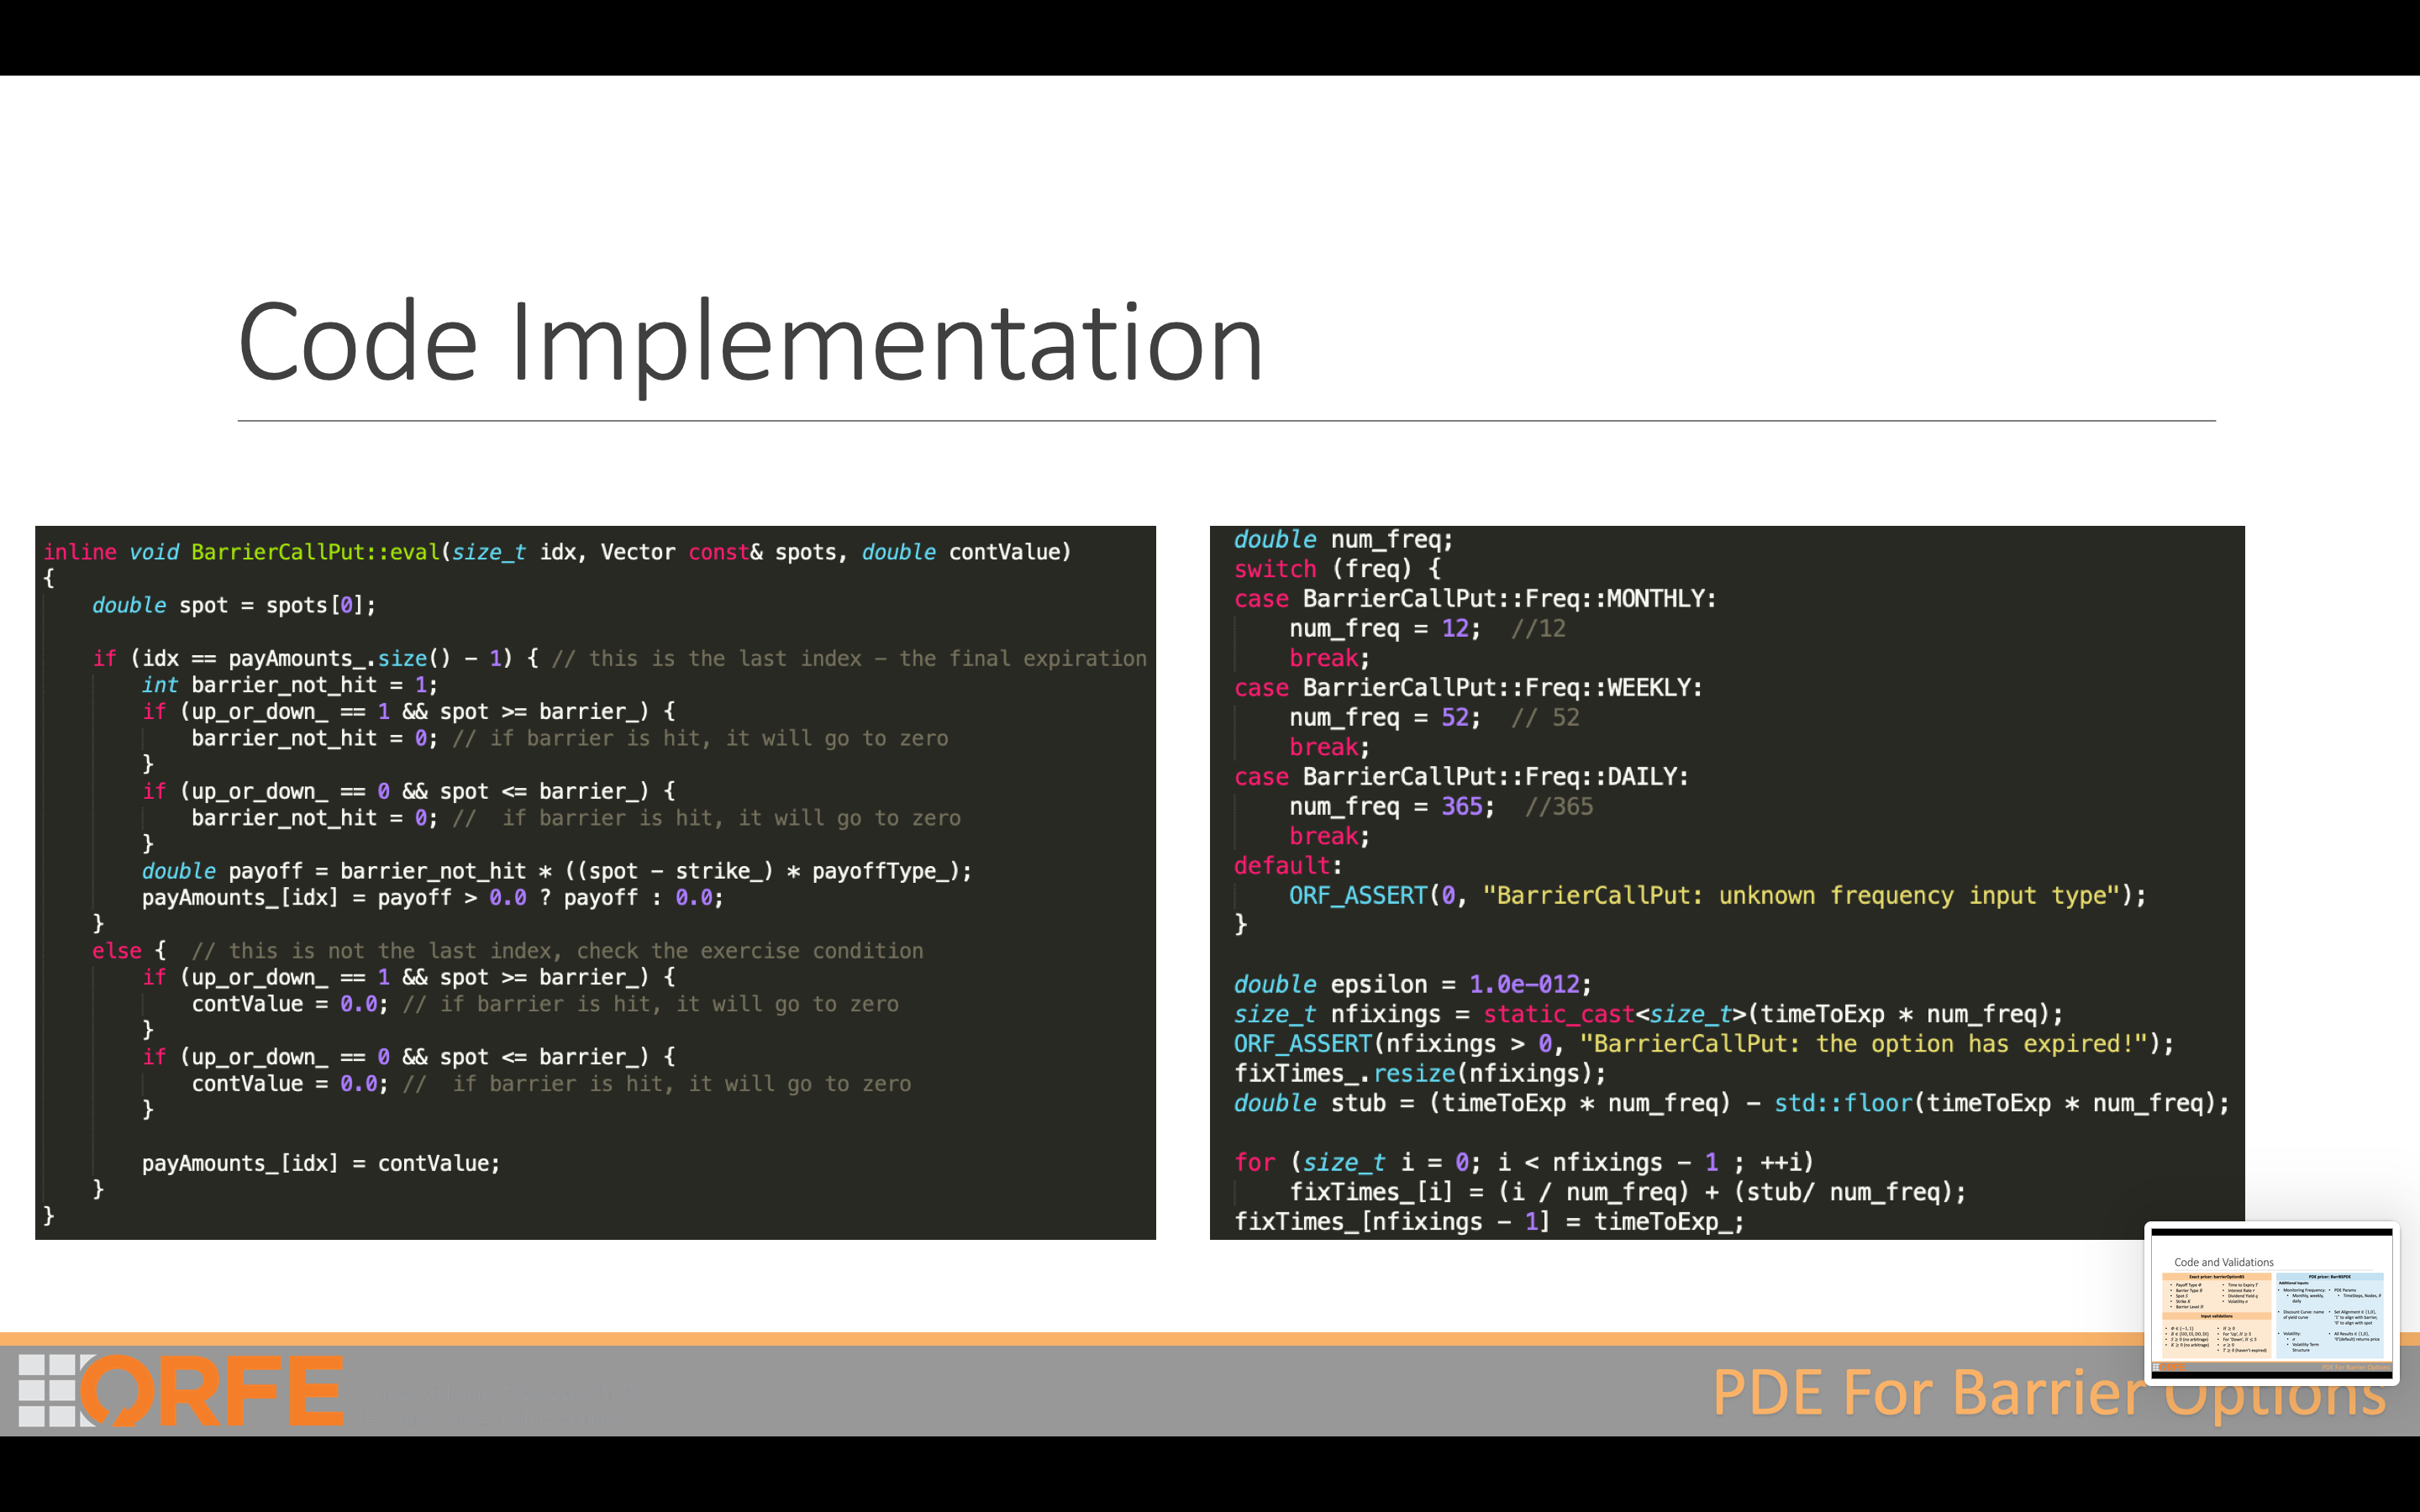 Code Implementation
inline void BarrierCallPut::eval(size_t idx, Vector const& spots, double contValue)
{
    double spot = spots[0];
    if (idx == payAmounts_.size() - 1) { // this is the last index - the final expiration
        int barrier_not_hit = 1;
        if (up_or_down_ == 1 && spot >= barrier_) {
            barrier_not_hit = 0; // if barrier is hit, it will go to zero
        }
        if (up_or_down_ == 0 && spot <= barrier_) {
            barrier_not_hit = 0; //  if barrier is hit, it will go to zero
        }
        double payoff = barrier_not_hit * ((spot - strike_) * payoffType_);
        payAmounts_[idx] = payoff > 0.0 ? payoff : 0.0;
    }
    else {  // this is not the last index, check the exercise condition
        if (up_or_down_ == 1 && spot >= barrier_) {
            contValue = 0.0; // if barrier is hit, it will go to zero
        }
        if (up_or_down_ == 0 && spot <= barrier_) {
            contValue = 0.0; //  if barrier is hit, it will go to zero
        }
        payAmounts_[idx] = contValue;
    }
}
double num_freq;
switch (freq) {
case BarrierCallPut::Freq::MONTHLY:
    num_freq = 12;  //12
    break;
case BarrierCallPut::Freq::WEEKLY:
    num_freq = 52;  // 52
    break;
case BarrierCallPut::Freq::DAILY:
    num_freq = 365;  //365
    break;
default:
    ORF_ASSERT(0, "BarrierCallPut: unknown frequency input type");
}
double epsilon = 1.0e-012;
size_t nfixings = static_cast<size_t>(timeToExp * num_freq);
ORF_ASSERT(nfixings > 0, "BarrierCallPut: the option has expired!");
fixTimes_.resize(nfixings);
double stub = (timeToExp * num_freq) - std::floor(timeToExp * num_freq);
for (size_t i = 0; i < nfixings - 1 ; ++i)
    fixTimes_[i] = (i / num_freq) + (stub/ num_freq);
fixTimes_[nfixings - 1] = timeToExp_;
Code and Validations
Exact pricer: barrierOptionBS
PDE pricer: BarrBSPDE
Input validations
ORFE
PDE For Barrier Options